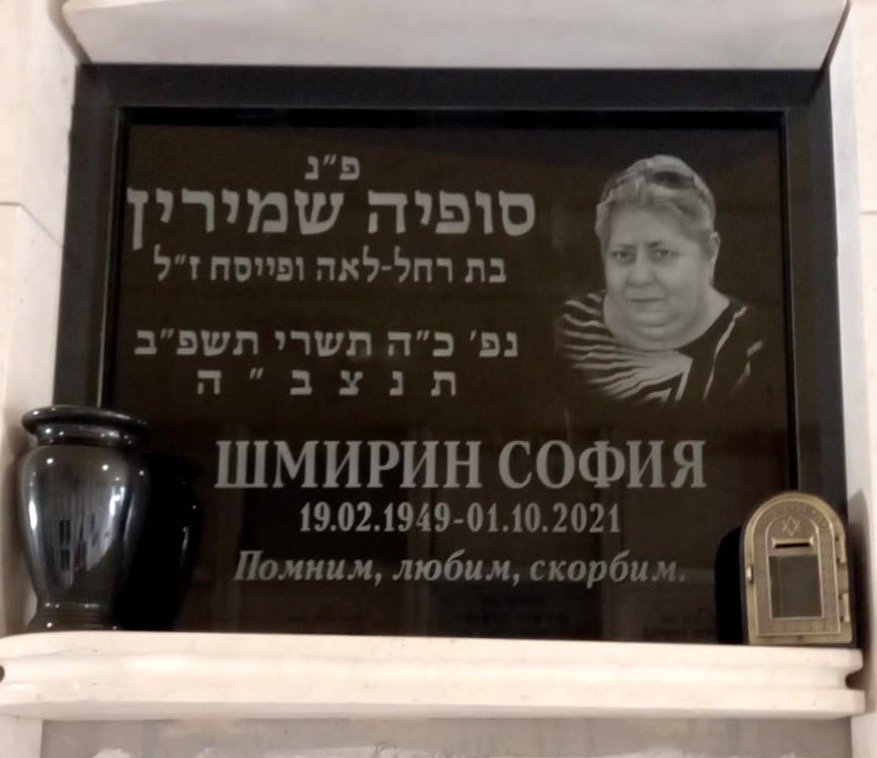 פ"נ
סופיה שמירין
בת רחל-לאה ופייסח ז"ל
נפ' כ"ה תשרי תשפ"ב
ת נ צ ב " ה
ШМИРИН СОФИЯ
19.02.1949-01.10.2021
Помним, любим, скорбим.